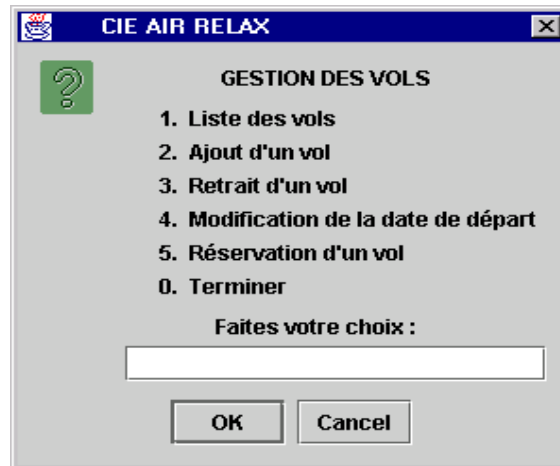 CIE AIR RELAX
GESTION DES VOLS
1. Liste des vols
2. Ajout d'un vol
3. Retrait d'un vol
4. Modification de la date de départ
5. Réservation d'un vol
0. Terminer
Faites votre choix :
OK Cancel